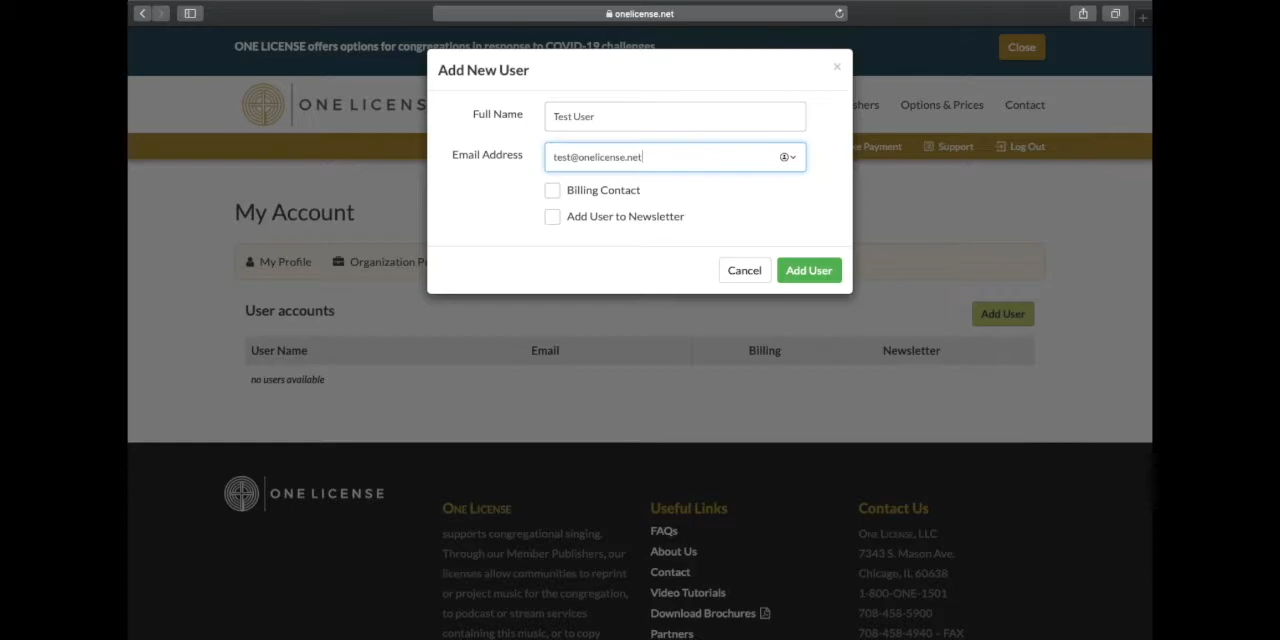 onelicense.net
ONE LICENSE offers options for congregations in response to COVID-19 challenges.
Close
Add New User
×
Full Name
Test User
Email Address
test@onelicense.net
Billing Contact
Add User to Newsletter
Cancel
Add User
ONE LICENS
shers
Options & Prices
Contact
e Payment
Support
Log Out
My Account
My Profile
Organization P
User accounts
Add User
User Name
Email
Billing
Newsletter
no users available
ONE LICENSE
ONE LICENSE
supports congregational singing.
Through our Member Publishers, our
licenses allow communities to reprint
or project music for the congregation,
to podcast or stream services
containing this music, or to copy
Useful Links
FAQs
About Us
Contact
Video Tutorials
Download Brochures
Partners
Contact Us
ONE LICENSE, LLC
7343 S. Mason Ave.
Chicago, IL 60638
1-800-ONE-1501
708-458-5900
708-458-4940 – FAX